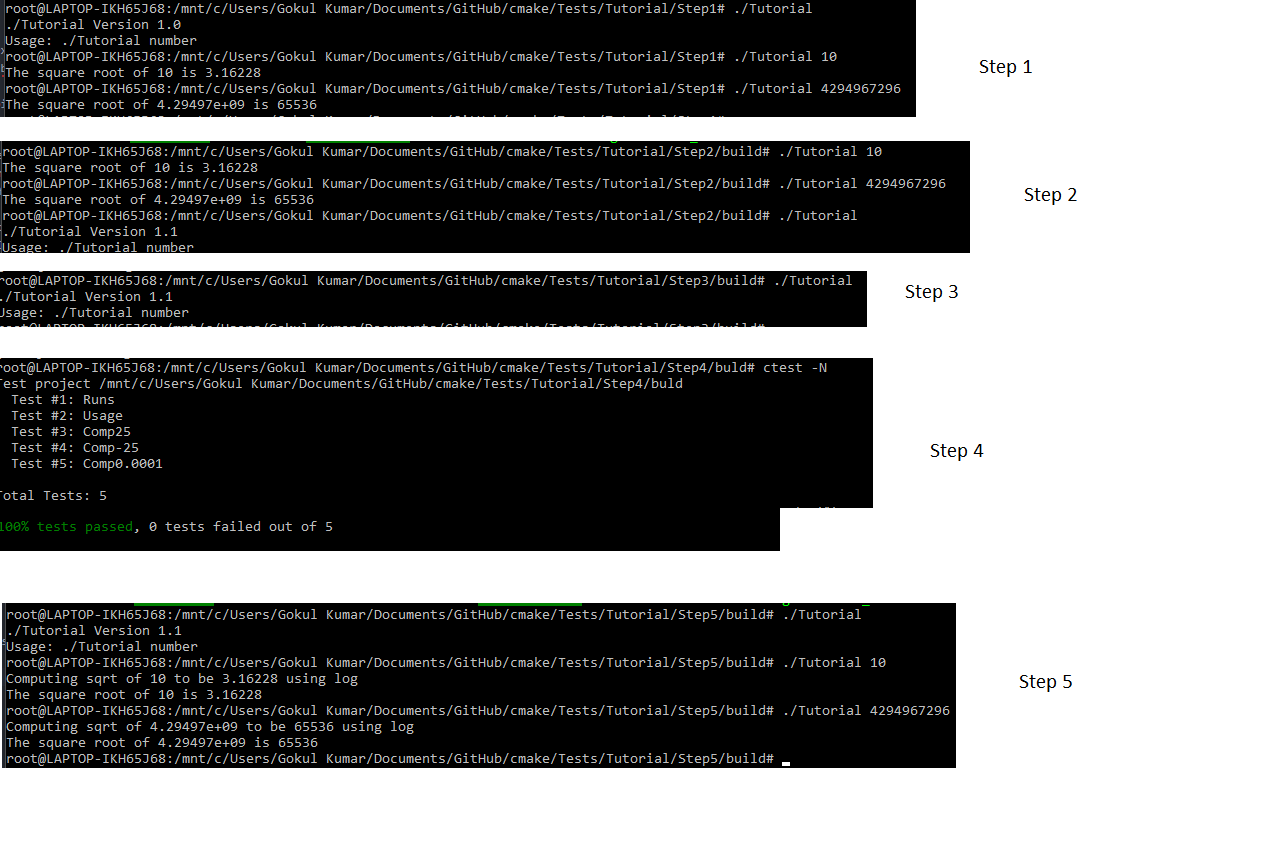 root@LAPTOP-IKH65J68:/mnt/c/Users/Gokul Kumar/Documents/GitHub/cmake/Tests/Tutorial/Step1# ./Tutorial
./Tutorial Version 1.0
Usage: ./Tutorial number
root@LAPTOP-IKH65J68:/mnt/c/Users/Gokul Kumar/Documents/GitHub/cmake/Tests/Tutorial/Step1# ./Tutorial 10
The square root of 10 is 3.16228
root@LAPTOP-IKH65J68:/mnt/c/Users/Gokul Kumar/Documents/GitHub/cmake/Tests/Tutorial/Step1# ./Tutorial 4294967296
The square root of 4.29497e+09 is 65536
Step 1
root@LAPTOP-IKH65J68:/mnt/c/Users/Gokul Kumar/Documents/GitHub/cmake/Tests/Tutorial/Step2/build# ./Tutorial 10
The square root of 10 is 3.16228
root@LAPTOP-IKH65J68:/mnt/c/Users/Gokul Kumar/Documents/GitHub/cmake/Tests/Tutorial/Step2/build# ./Tutorial 4294967296
The square root of 4.29497e+09 is 65536
root@LAPTOP-IKH65J68:/mnt/c/Users/Gokul Kumar/Documents/GitHub/cmake/Tests/Tutorial/Step2/build# ./Tutorial
./Tutorial Version 1.1
Usage: ./Tutorial number
Step 2
root@LAPTOP-IKH65J68:/mnt/c/Users/Gokul Kumar/Documents/GitHub/cmake/Tests/Tutorial/Step3/build# ./Tutorial
./Tutorial Version 1.1
Usage: ./Tutorial number
root@LAPTOP-IKH65J68:/mnt/c/Users/Gokul Kumar/Documents/GitHub/cmake/Tests/Tutorial/Step3/build#
Step 3
root@LAPTOP-IKH65J68:/mnt/c/Users/Gokul Kumar/Documents/GitHub/cmake/Tests/Tutorial/Step4/buld# ctest -N
Test project /mnt/c/Users/Gokul Kumar/Documents/GitHub/cmake/Tests/Tutorial/Step4/buld
Test #1: Runs
Test #2: Usage
Test #3: Comp25
Test #4: Comp-25
Test #5: Comp0.0001
Total Tests: 5
100% tests passed, 0 tests failed out of 5
Step 4
root@LAPTOP-IKH65J68:/mnt/c/Users/Gokul Kumar/Documents/GitHub/cmake/Tests/Tutorial/Step5/build# ./Tutorial
./Tutorial Version 1.1
Usage: ./Tutorial number
root@LAPTOP-IKH65J68:/mnt/c/Users/Gokul Kumar/Documents/GitHub/cmake/Tests/Tutorial/Step5/build# ./Tutorial 10
Computing sqrt of 10 to be 3.16228 using log
The square root of 10 is 3.16228
root@LAPTOP-IKH65J68:/mnt/c/Users/Gokul Kumar/Documents/GitHub/cmake/Tests/Tutorial/Step5/build# ./Tutorial 4294967296
Computing sqrt of 4.29497e+09 to be 65536 using log
The square root of 4.29497e+09 is 65536
root@LAPTOP-IKH65J68:/mnt/c/Users/Gokul Kumar/Documents/GitHub/cmake/Tests/Tutorial/Step5/build#
Step 5